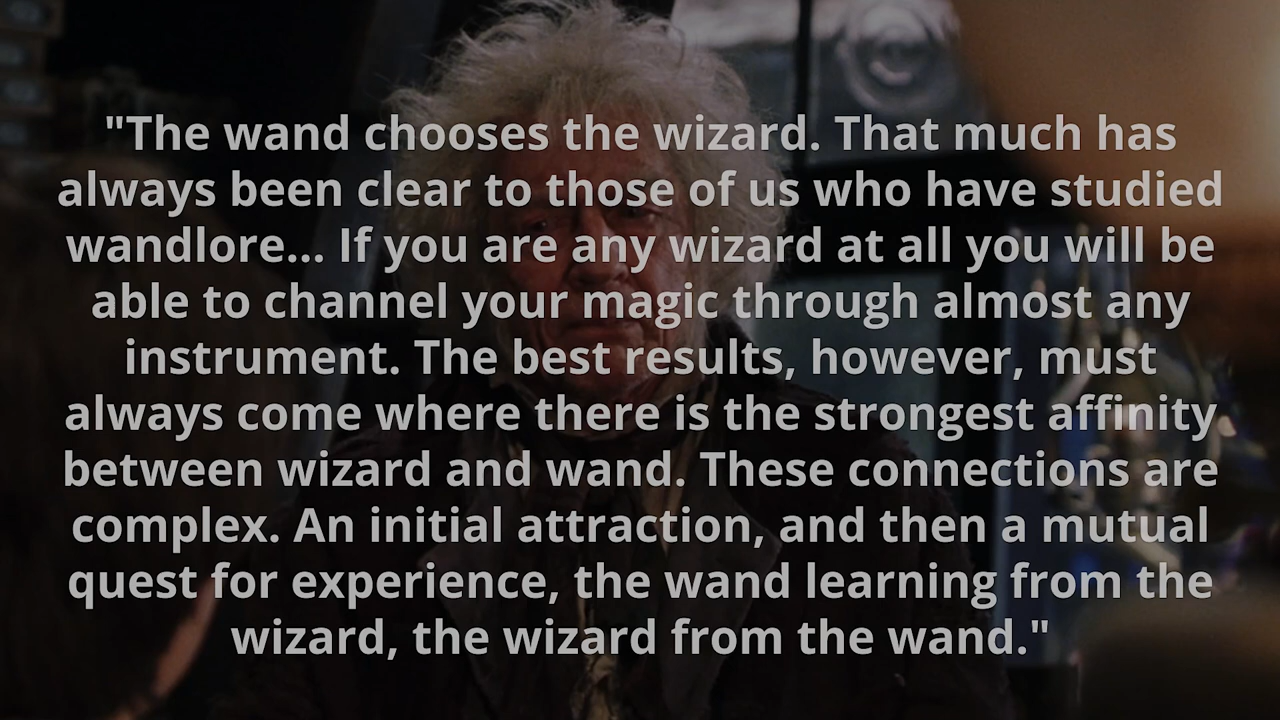 "The wand chooses the wizard. That much has
always been clear to those of us who have studied
wandlore... If you are any wizard at all you will be
able to channel your magic through almost any
instrument. The best results, however, must
always come where there is the strongest affinity
between wizard and wand. These connections are
complex. An initial attraction, and then a mutual
quest for experience, the wand learning from the
wizard, the wizard from the wand."